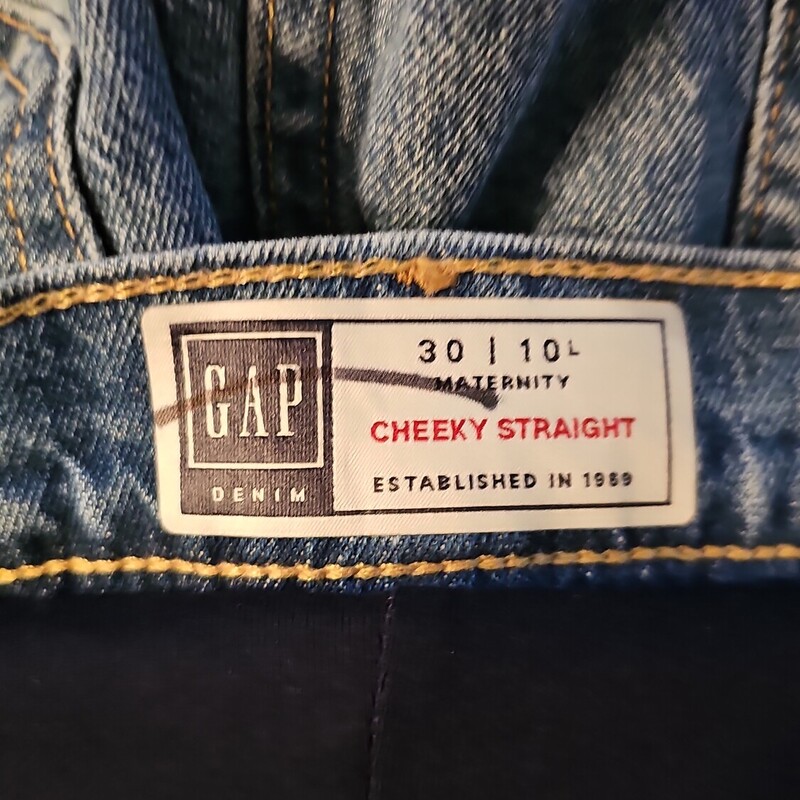 GAP
DENIM
30 | 10L
MATERNITY
CHEEKY STRAIGHT
ESTABLISHED IN 1969